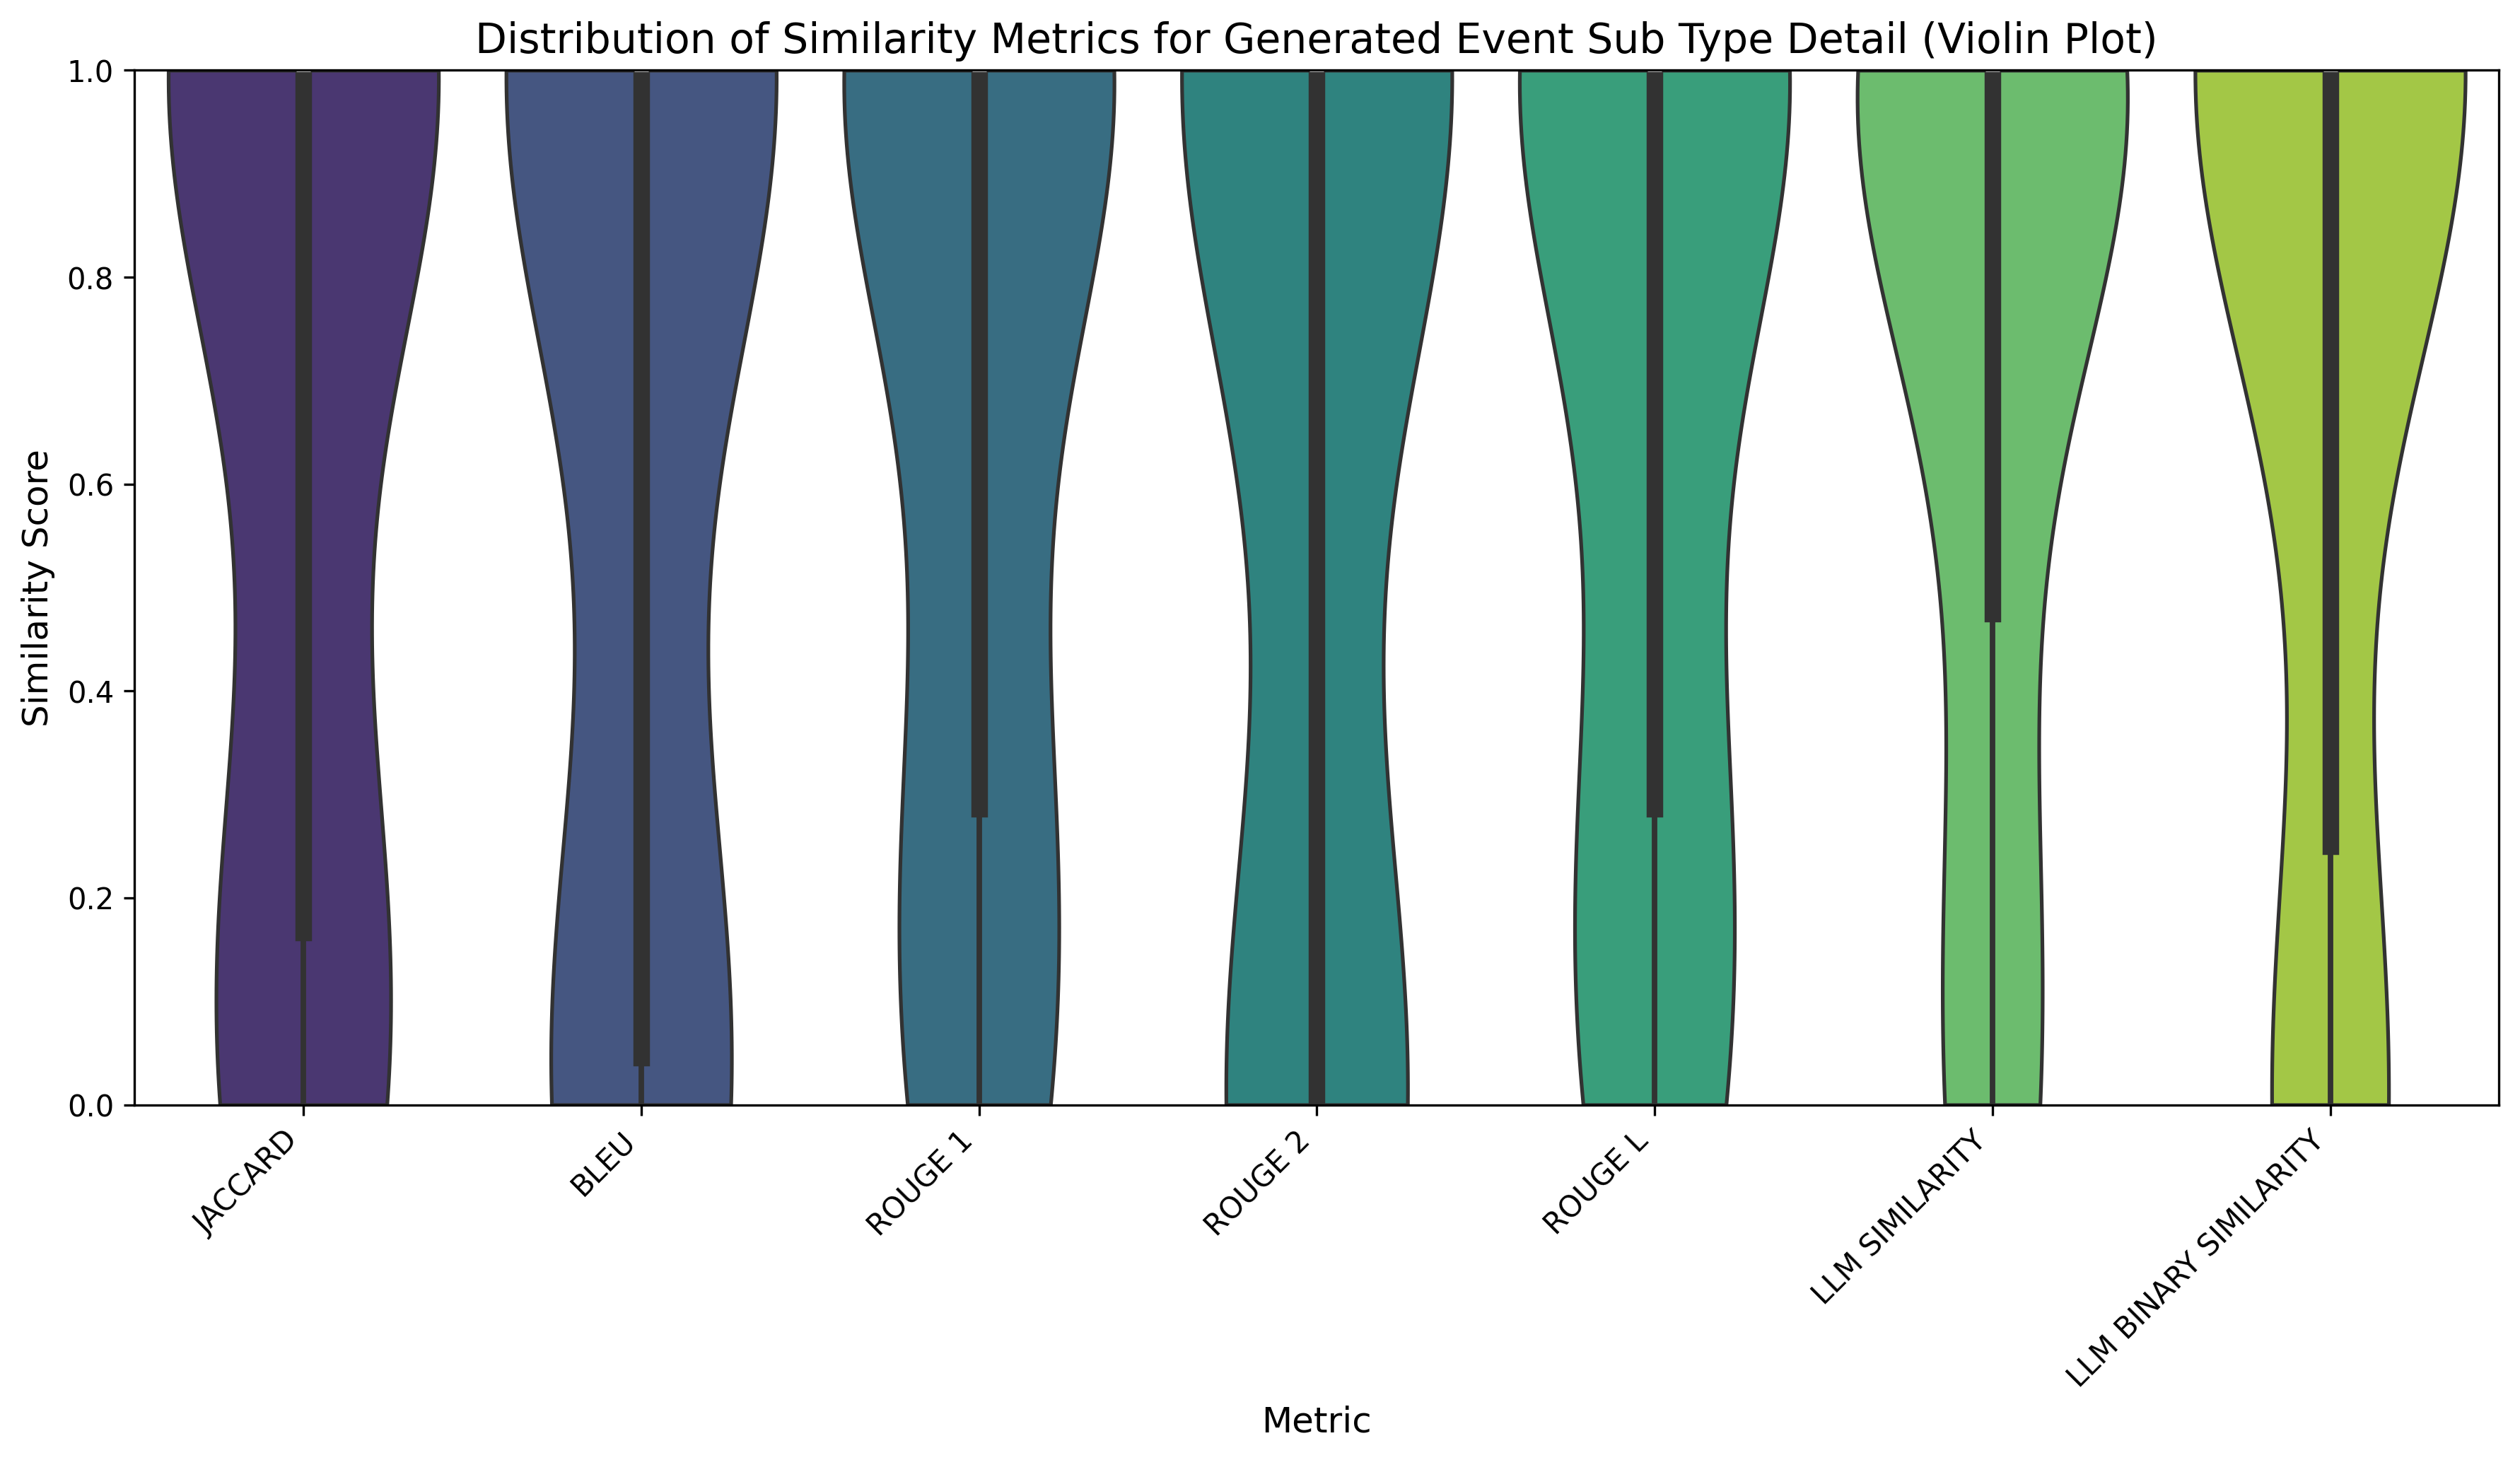 Distribution of Similarity Metrics for Generated Event Sub Type Detail (Violin Plot)
Similarity Score
1.0
0.8
0.6
0.4
0.2
0.0
JACCARD
BLEU
ROUGE 1
ROUGE 2
ROUGE L
LLM SIMILARITY
LLM BINARY SIMILARITY
Metric